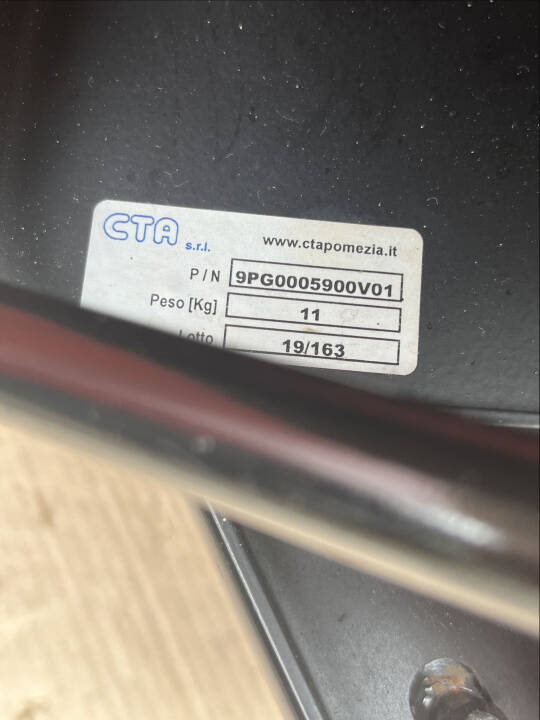 CTA s.r.l.
www.ctapomezia.it
P/N 9PG0005900V01
Peso [Kg] 11
Lotto 19/163